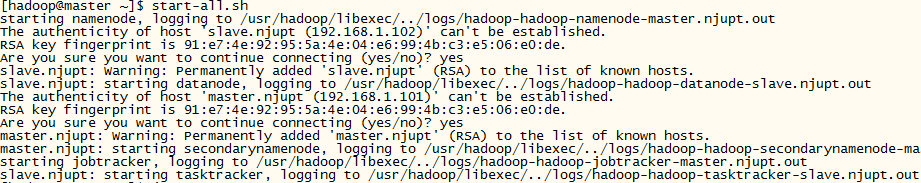 [hadoop@master ~]$ start-all.sh
starting namenode, logging to /usr/hadoop/libexec/../logs/hadoop-hadoop-namenode-master.njupt.out
The authenticity of host 'slave.njupt (192.168.1.102)' can't be established.
RSA key fingerprint is 91:e7:4e:92:95:5a:4e:04:e6:99:4b:c3:e5:06:e0:de.
Are you sure you want to continue connecting (yes/no)? yes
slave.njupt: Warning: Permanently added 'slave.njupt' (RSA) to the list of known hosts.
slave.njupt: starting datanode, logging to /usr/hadoop/libexec/../logs/hadoop-hadoop-datanode-slave.njupt.out
The authenticity of host 'master.njupt (192.168.1.101)' can't be established.
RSA key fingerprint is 91:e7:4e:92:95:5a:4e:04:e6:99:4b:c3:e5:06:e0:de.
Are you sure you want to continue connecting (yes/no)? yes
master.njupt: Warning: Permanently added 'master.njupt' (RSA) to the list of known hosts.
master.njupt: starting secondarynamenode, logging to /usr/hadoop/libexec/../logs/hadoop-hadoop-secondarynamenode-ma
starting jobtracker, logging to /usr/hadoop/libexec/../logs/hadoop-hadoop-jobtracker-master.njupt.out
slave.njupt: starting tasktracker, logging to /usr/hadoop/libexec/../logs/hadoop-hadoop-tasktracker-slave.njupt.out